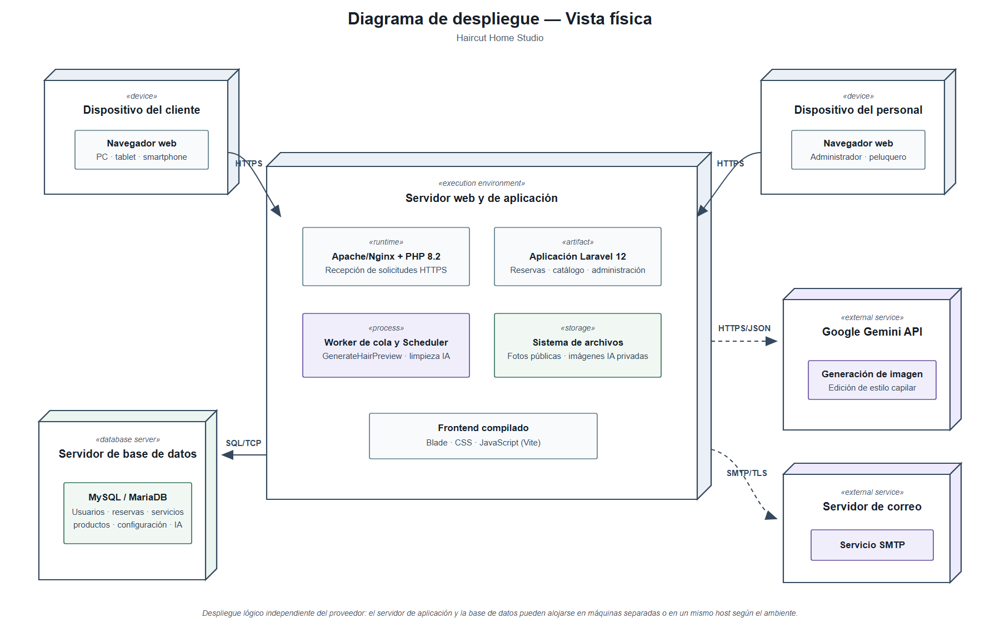 Diagrama de despliegue — Vista física
Haircut Home Studio
«device»
Dispositivo del cliente
Navegador web
PC · tablet · smartphone
HTTPS
«device»
Dispositivo del personal
Navegador web
Administrador · peluquero
HTTPS
«execution environment»
Servidor web y de aplicación
«runtime»
Apache/Nginx + PHP 8.2
Recepción de solicitudes HTTPS
«artifact»
Aplicación Laravel 12
Reservas · catálogo · administración
«process»
Worker de cola y Scheduler
GenerateHairPreview · limpieza IA
«storage»
Sistema de archivos
Fotos públicas · imágenes IA privadas
Frontend compilado
Blade · CSS · JavaScript (Vite)
HTTPS/JSON
«external service»
Google Gemini API
Generación de imagen
Edición de estilo capilar
SQL/TCP
«database server»
Servidor de base de datos
MySQL / MariaDB
Usuarios · reservas · servicios
productos · configuración · IA
SMTP/TLS
«external service»
Servidor de correo
Servicio SMTP
Despliegue lógico independiente del proveedor: el servidor de aplicación y la base de datos pueden alojarse en máquinas separadas o en un mismo host según el ambiente.